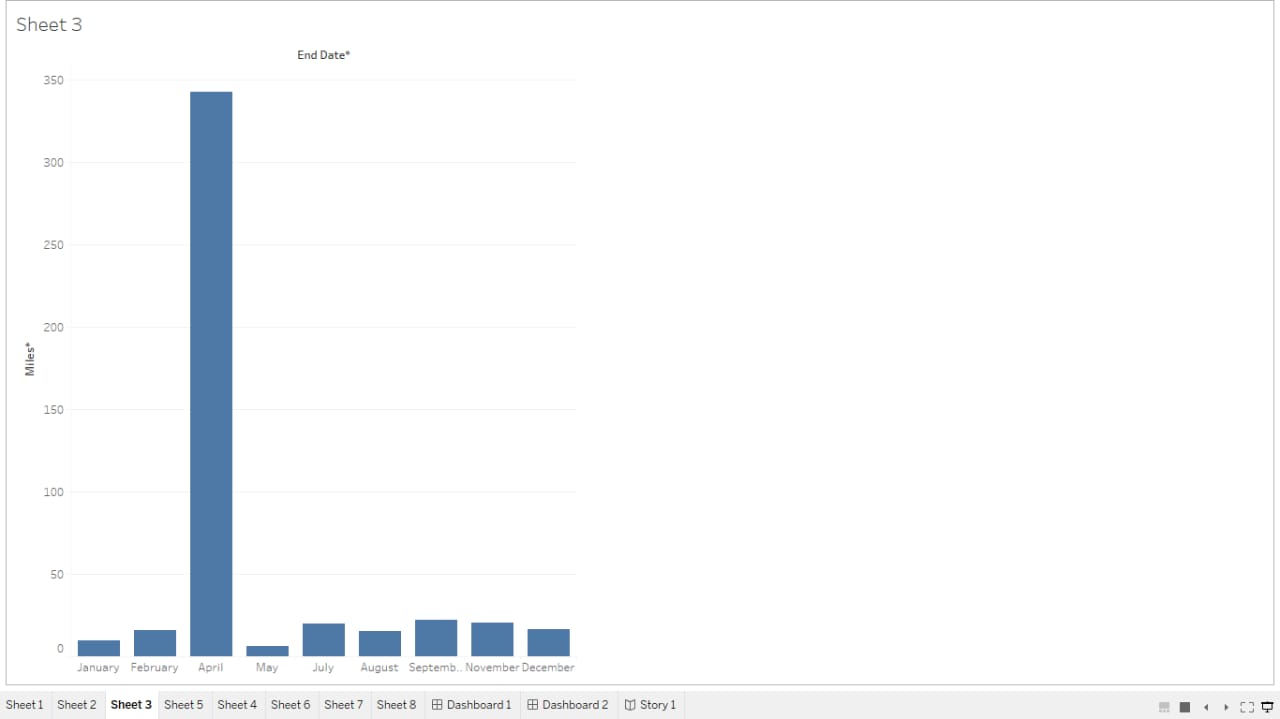 Sheet 3
End Date*
350
300
250
200
150
100
50
0
Miles*
January February April May July August Septemb.. November December
Sheet 1 Sheet 2 Sheet 3 Sheet 5 Sheet 4 Sheet 6 Sheet 7 Sheet 8 Dashboard 1 Dashboard 2 Story 1